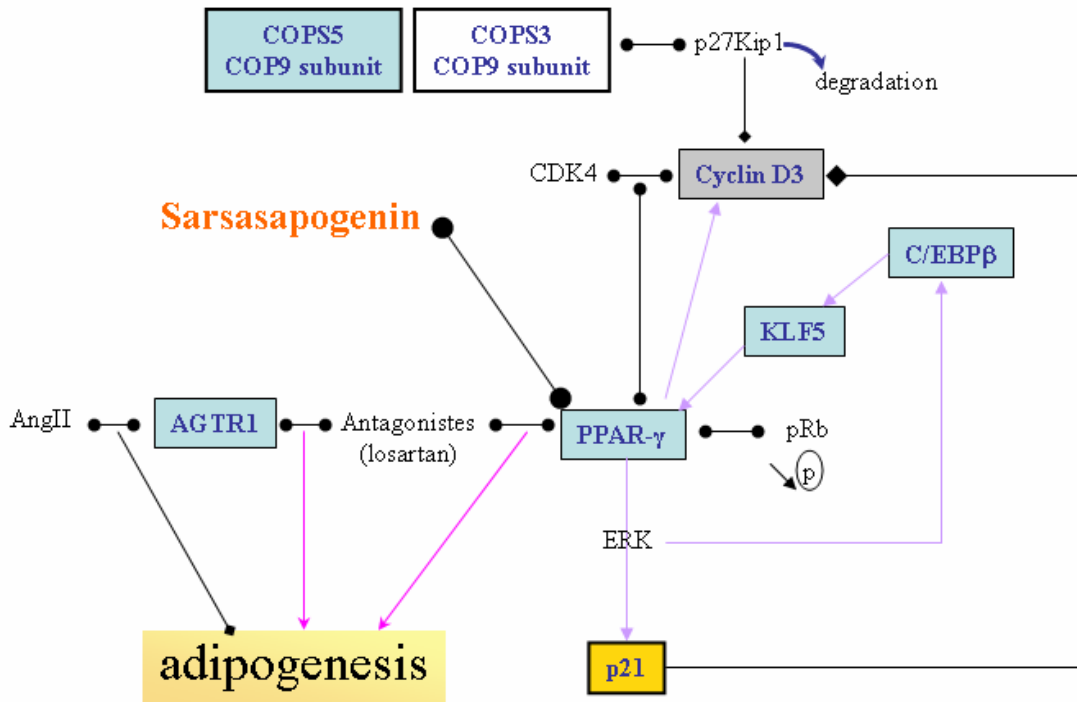 COPS5
COP9 subunit
COPS3
COP9 subunit
p27Kip1
degradation
CDK4
Cyclin D3
Sarsasapogenin
C/EBPβ
KLF5
AngII
AGTR1
Antagonistes
(losartan)
PPAR-γ
pRb
p
ERK
adipogenesis
p21